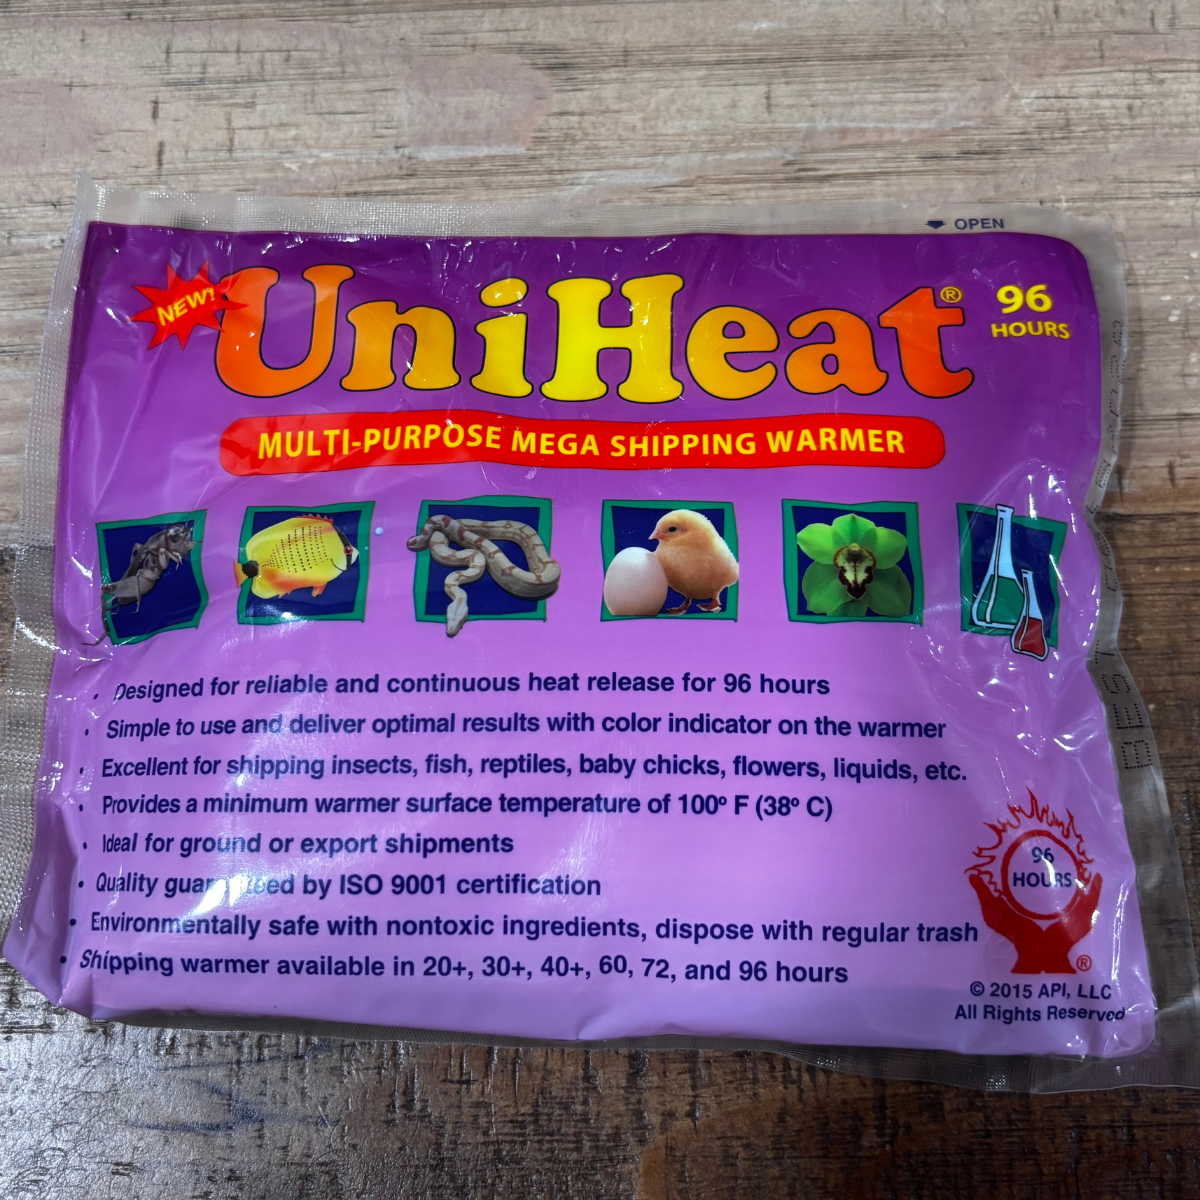 OPEN
NEW!
UniHeat®
96
HOURS
MULTI-PURPOSE MEGA SHIPPING WARMER
• Designed for reliable and continuous heat release for 96 hours
• Simple to use and deliver optimal results with color indicator on the warmer
• Excellent for shipping insects, fish, reptiles, baby chicks, flowers, liquids, etc.
• Provides a minimum warmer surface temperature of 100º F (38º C)
• Ideal for ground or export shipments
• Quality guaranteed by ISO 9001 certification
• Environmentally safe with nontoxic ingredients, dispose with regular trash
• Shipping warmer available in 20+, 30+, 40+, 60, 72, and 96 hours
96
HOURS
®
© 2015 API, LLC
All Rights Reserved